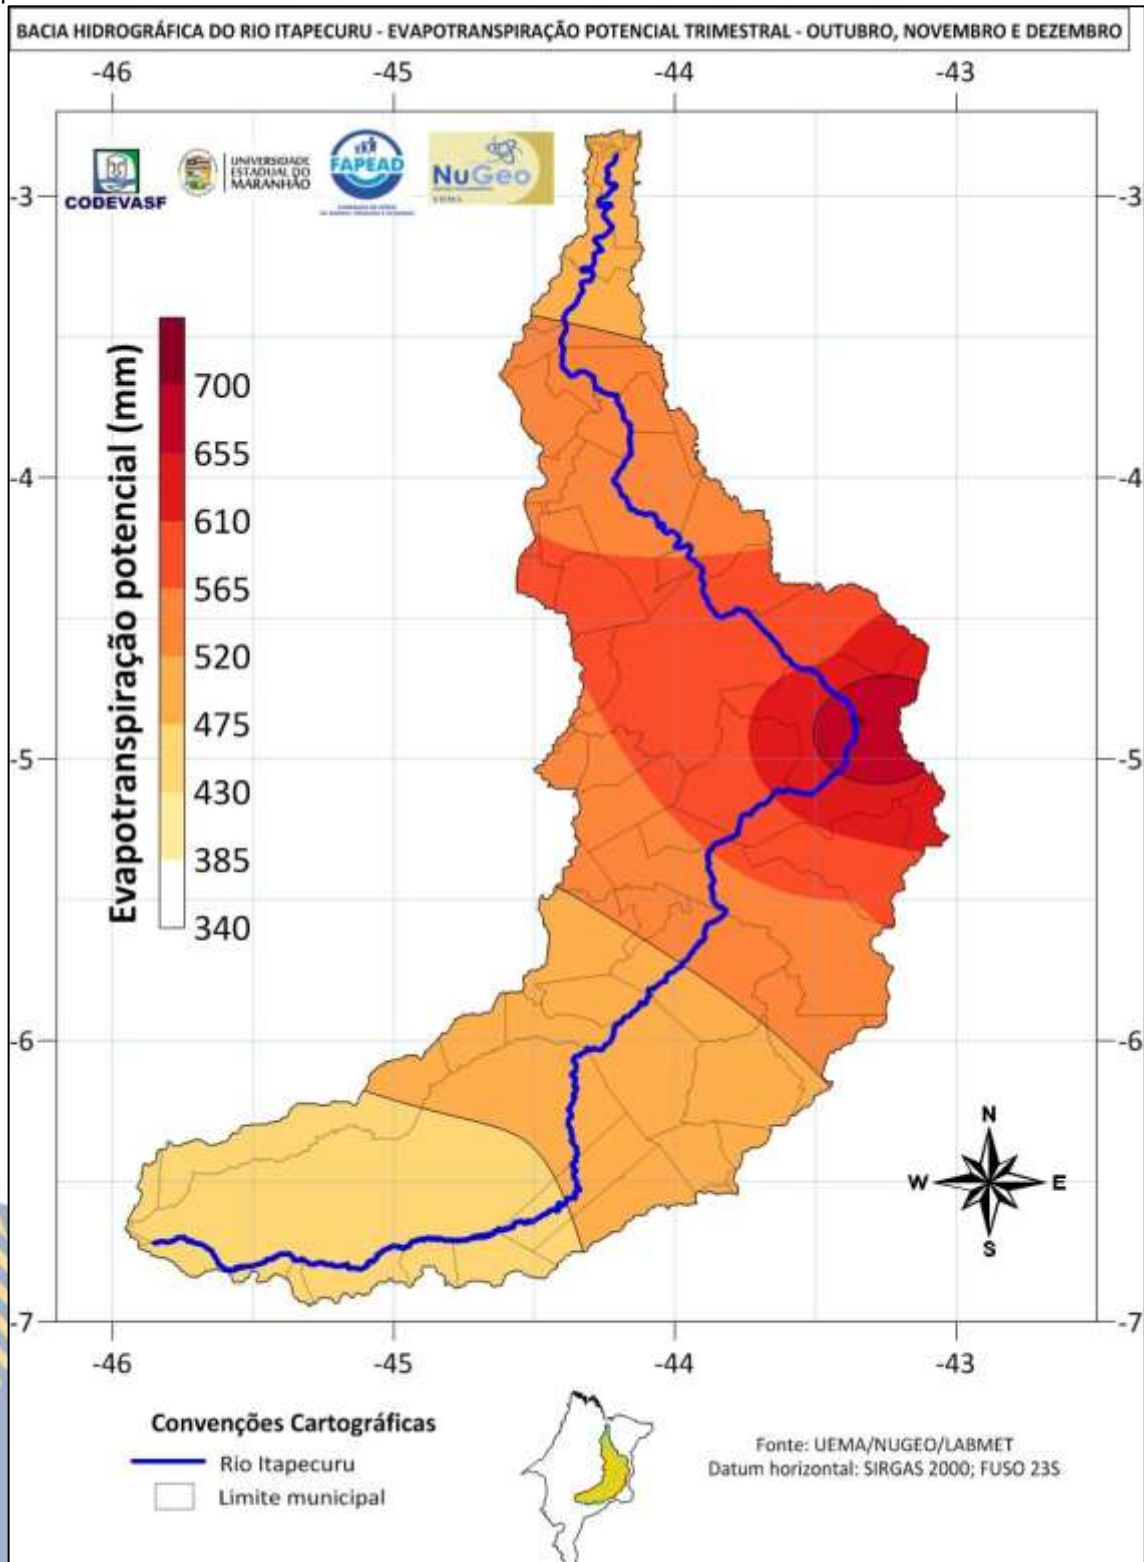 BACIA HIDROGRÁFICA DO RIO ITAPECURU - EVAPOTRANSPIRAÇÃO POTENCIAL TRIMESTRAL - OUTUBRO, NOVEMBRO E DEZEMBRO
-46 -45 -44 -43
CODEVASF
UNIVERSIDADE
ESTADUAL DO
MARANHÃO
FAPEAD
NuGeo
UEMA
-3 -3
-4 -4
-5 -5
-6 -6
-7 -7
Evapotranspiração potencial (mm)
700
655
610
565
520
475
430
385
340
N
W E
S
-46 -45 -44 -43
Convenções Cartográficas
Rio Itapecuru
Limite municipal
Fonte: UEMA/NUGEO/LABMET
Datum horizontal: SIRGAS 2000; FUSO 23S